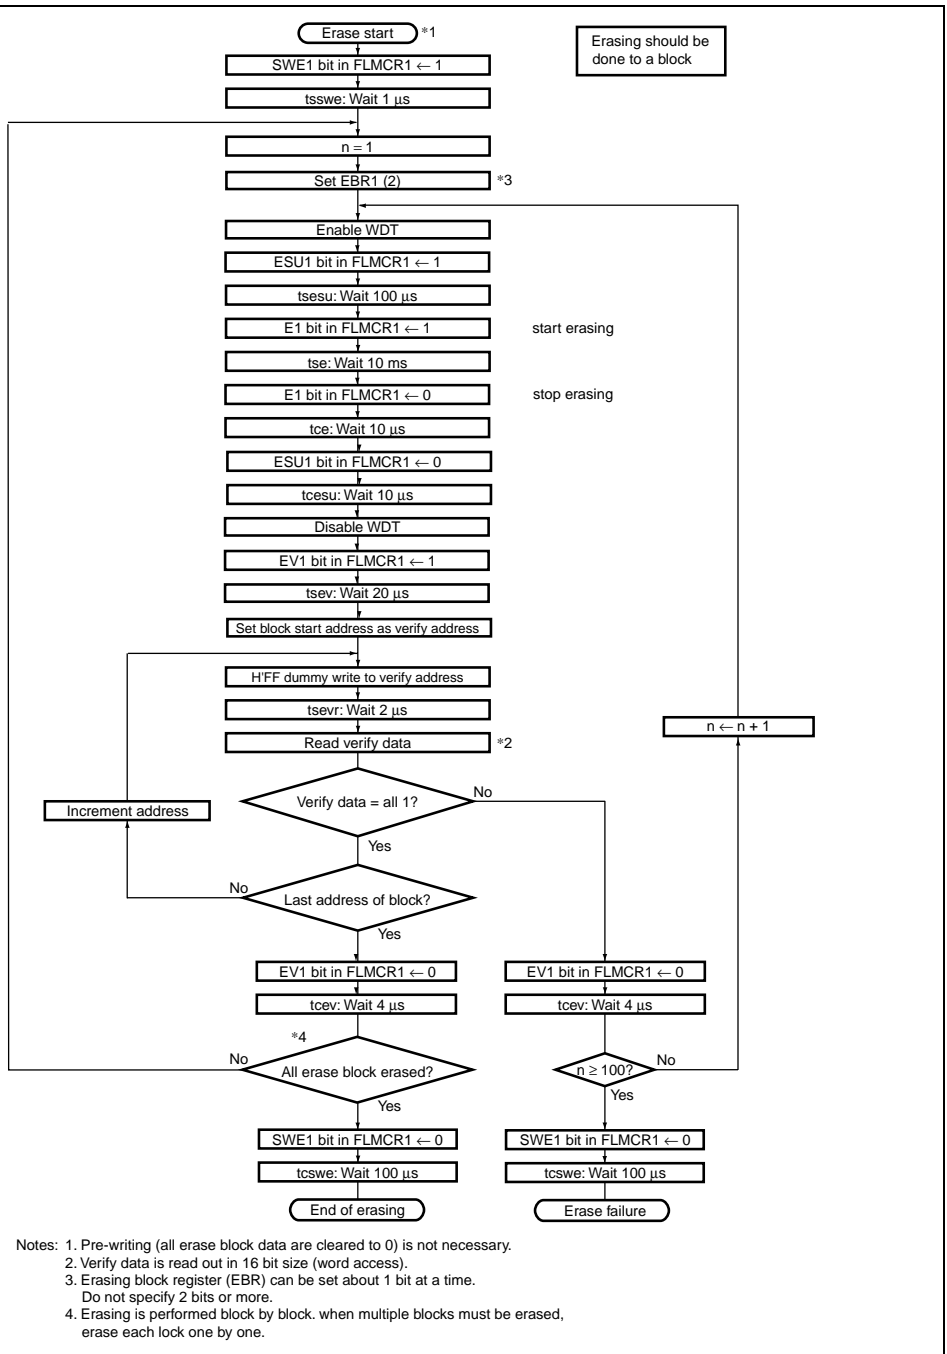 Erase start *1
Erasing should be
done to a block
SWE1 bit in FLMCR1 ← 1
tsswe: Wait 1 μs
n = 1
Set EBR1 (2) *3
Enable WDT
ESU1 bit in FLMCR1 ← 1
tsesu: Wait 100 μs
E1 bit in FLMCR1 ← 1 start erasing
tse: Wait 10 ms
E1 bit in FLMCR1 ← 0 stop erasing
tce: Wait 10 μs
ESU1 bit in FLMCR1 ← 0
tcesu: Wait 10 μs
Disable WDT
EV1 bit in FLMCR1 ← 1
tsev: Wait 20 μs
Set block start address as verify address
H'FF dummy write to verify address
tsevr: Wait 2 μs
n ← n + 1
Read verify data *2
No
Verify data = all 1?
Increment address
Yes
No
Last address of block?
Yes
EV1 bit in FLMCR1 ← 0 EV1 bit in FLMCR1 ← 0
tcev: Wait 4 μs tcev: Wait 4 μs
*4
No No
All erase block erased? n ≥ 100?
Yes Yes
SWE1 bit in FLMCR1 ← 0 SWE1 bit in FLMCR1 ← 0
tcswe: Wait 100 μs tcswe: Wait 100 μs
End of erasing Erase failure
Notes: 1. Pre-writing (all erase block data are cleared to 0) is not necessary.
2. Verify data is read out in 16 bit size (word access).
3. Erasing block register (EBR) can be set about 1 bit at a time.
Do not specify 2 bits or more.
4. Erasing is performed block by block. when multiple blocks must be erased,
erase each lock one by one.